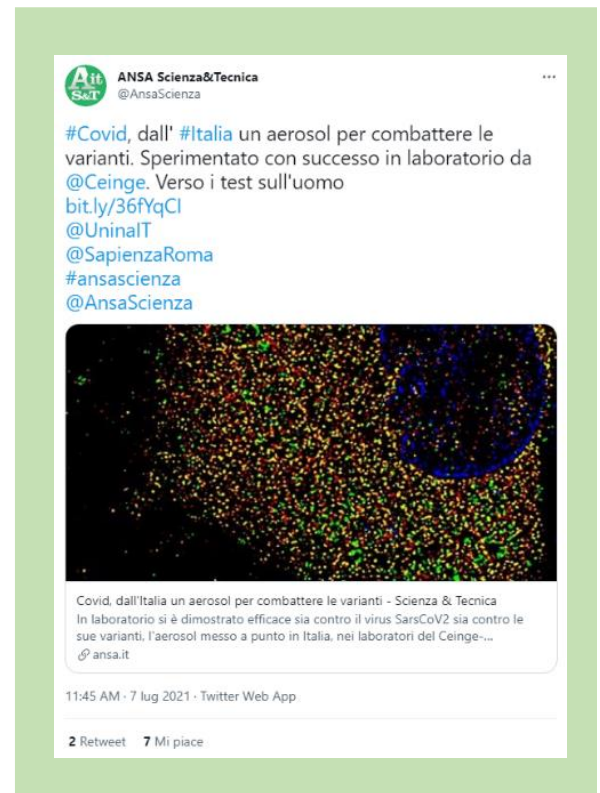 Ait
S&T
ANSA Scienza&Tecnica
@AnsaScienza
#Covid, dall' #Italia un aerosol per combattere le
varianti. Sperimentato con successo in laboratorio da
@Ceinge. Verso i test sull'uomo
bit.ly/36fYqCI
@UninaIT
@SapienzaRoma
#ansascienza
@AnsaScienza
Covid, dall'Italia un aerosol per combattere le varianti - Scienza & Tecnica
In laboratorio si è dimostrato efficace sia contro il virus SarsCoV2 sia contro le
sue varianti, l'aerosol messo a punto in Italia, nei laboratori del Ceinge-...
ansa.it
11:45 AM · 7 lug 2021 · Twitter Web App
2 Retweet 7 Mi piace